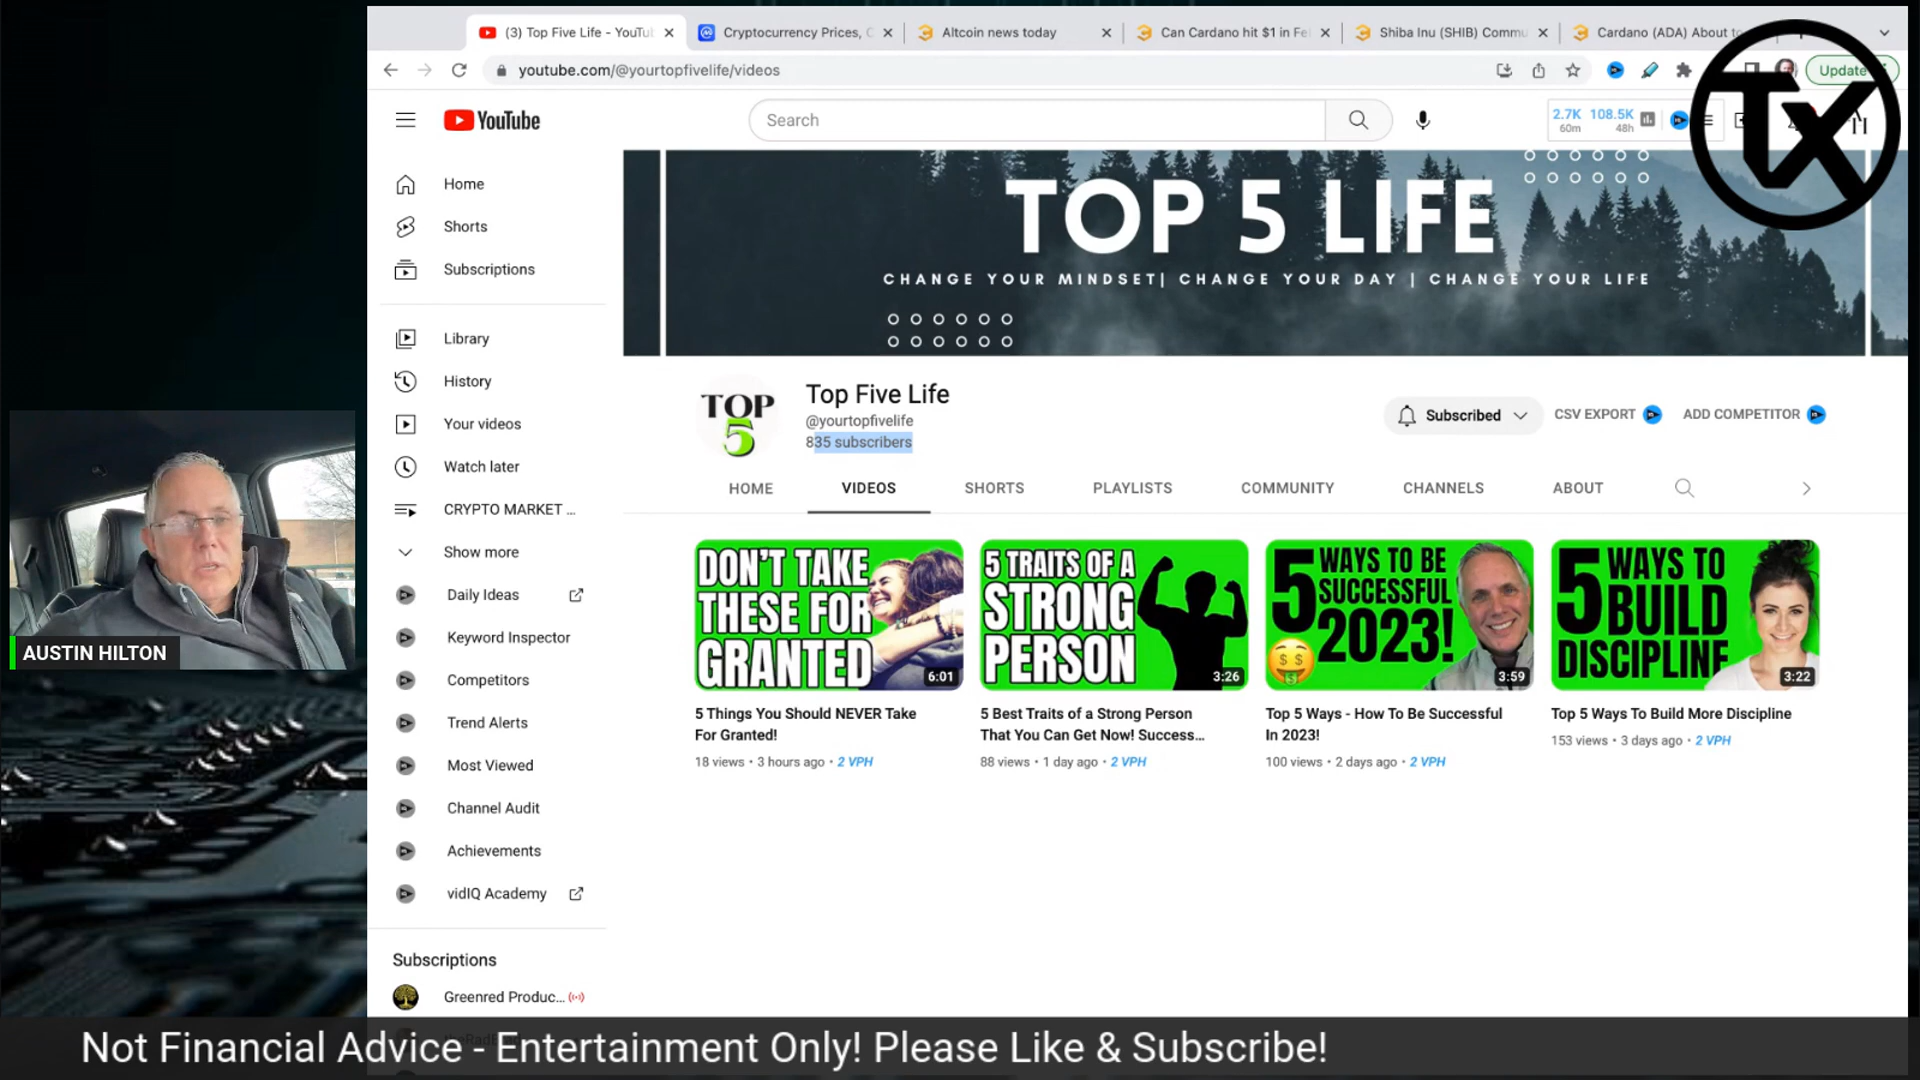 (3) Top Five Life - YouTu
Cryptocurrency Prices, C
Altcoin news today
Can Cardano hit $1 in Fe
Shiba Inu (SHIB) Commu
Cardano (ADA) About to
youtube.com/@yourtopfivelife/videos
Update
YouTube
Search
2.7K 108.5K
60m 48h
TX
Home
Shorts
Subscriptions
Library
History
Your videos
Watch later
CRYPTO MARKET ...
Show more
Daily Ideas
Keyword Inspector
Competitors
Trend Alerts
Most Viewed
Channel Audit
Achievements
vidIQ Academy
Subscriptions
Greenred Produc...
TOP 5 LIFE
CHANGE YOUR MINDSET| CHANGE YOUR DAY | CHANGE YOUR LIFE
TOP
5
Top Five Life
@yourtopfivelife
835 subscribers
Subscribed
CSV EXPORT
ADD COMPETITOR
HOME
VIDEOS
SHORTS
PLAYLISTS
COMMUNITY
CHANNELS
ABOUT
DON'T TAKE
THESE FOR
GRANTED
6:01
5 Things You Should NEVER Take
For Granted!
18 views • 3 hours ago • 2 VPH
5 TRAITS OF A
STRONG
PERSON
3:26
5 Best Traits of a Strong Person
That You Can Get Now! Success...
88 views • 1 day ago • 2 VPH
5 WAYS TO BE
SUCCESSFUL
2023!
3:59
Top 5 Ways - How To Be Successful
In 2023!
100 views • 2 days ago • 2 VPH
5 WAYS TO
BUILD
DISCIPLINE
3:22
Top 5 Ways To Build More Discipline
153 views • 3 days ago • 2 VPH
AUSTIN HILTON
Not Financial Advice - Entertainment Only! Please Like & Subscribe!